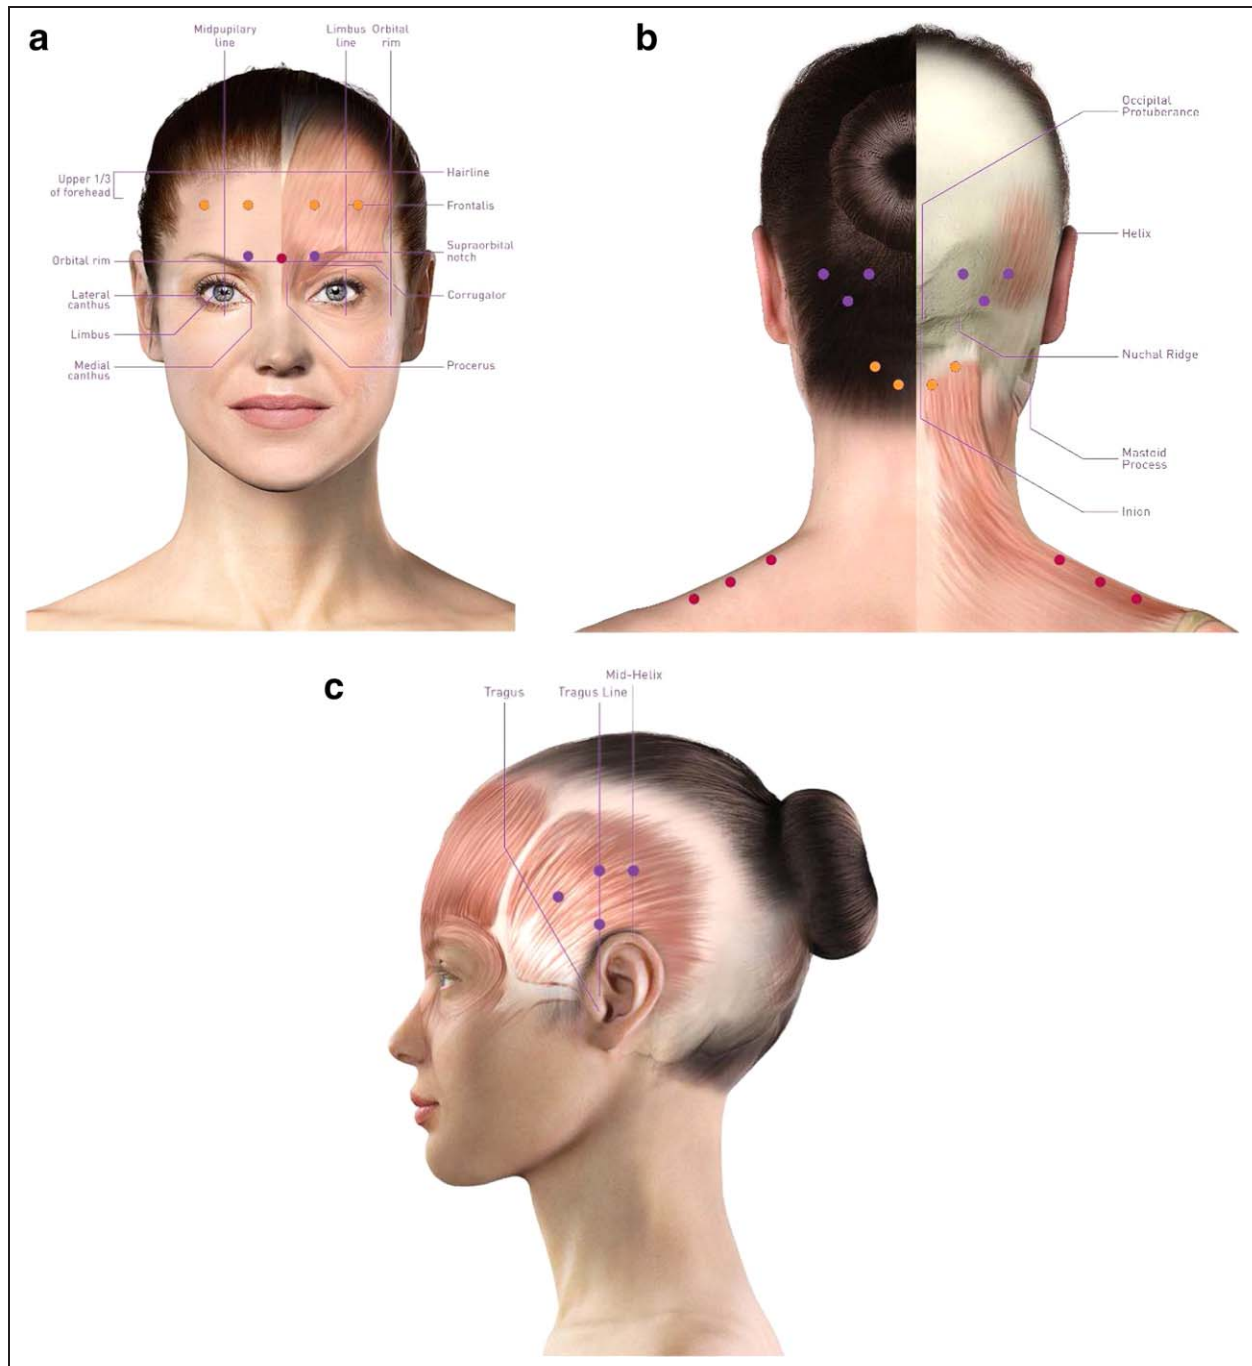 a
Midpupilary
line
Limbus
line
Orbital
rim
Upper 1/3
of forehead
Hairline
Frontalis
Orbital rim
Supraorbital
notch
Lateral
canthus
Corrugator
Limbus
Medial
canthus
Procerus
b
Occipital
Protuberance
Helix
Nuchal Ridge
Mastoid
Process
Inion
c
Mid-Helix
Tragus
Tragus Line